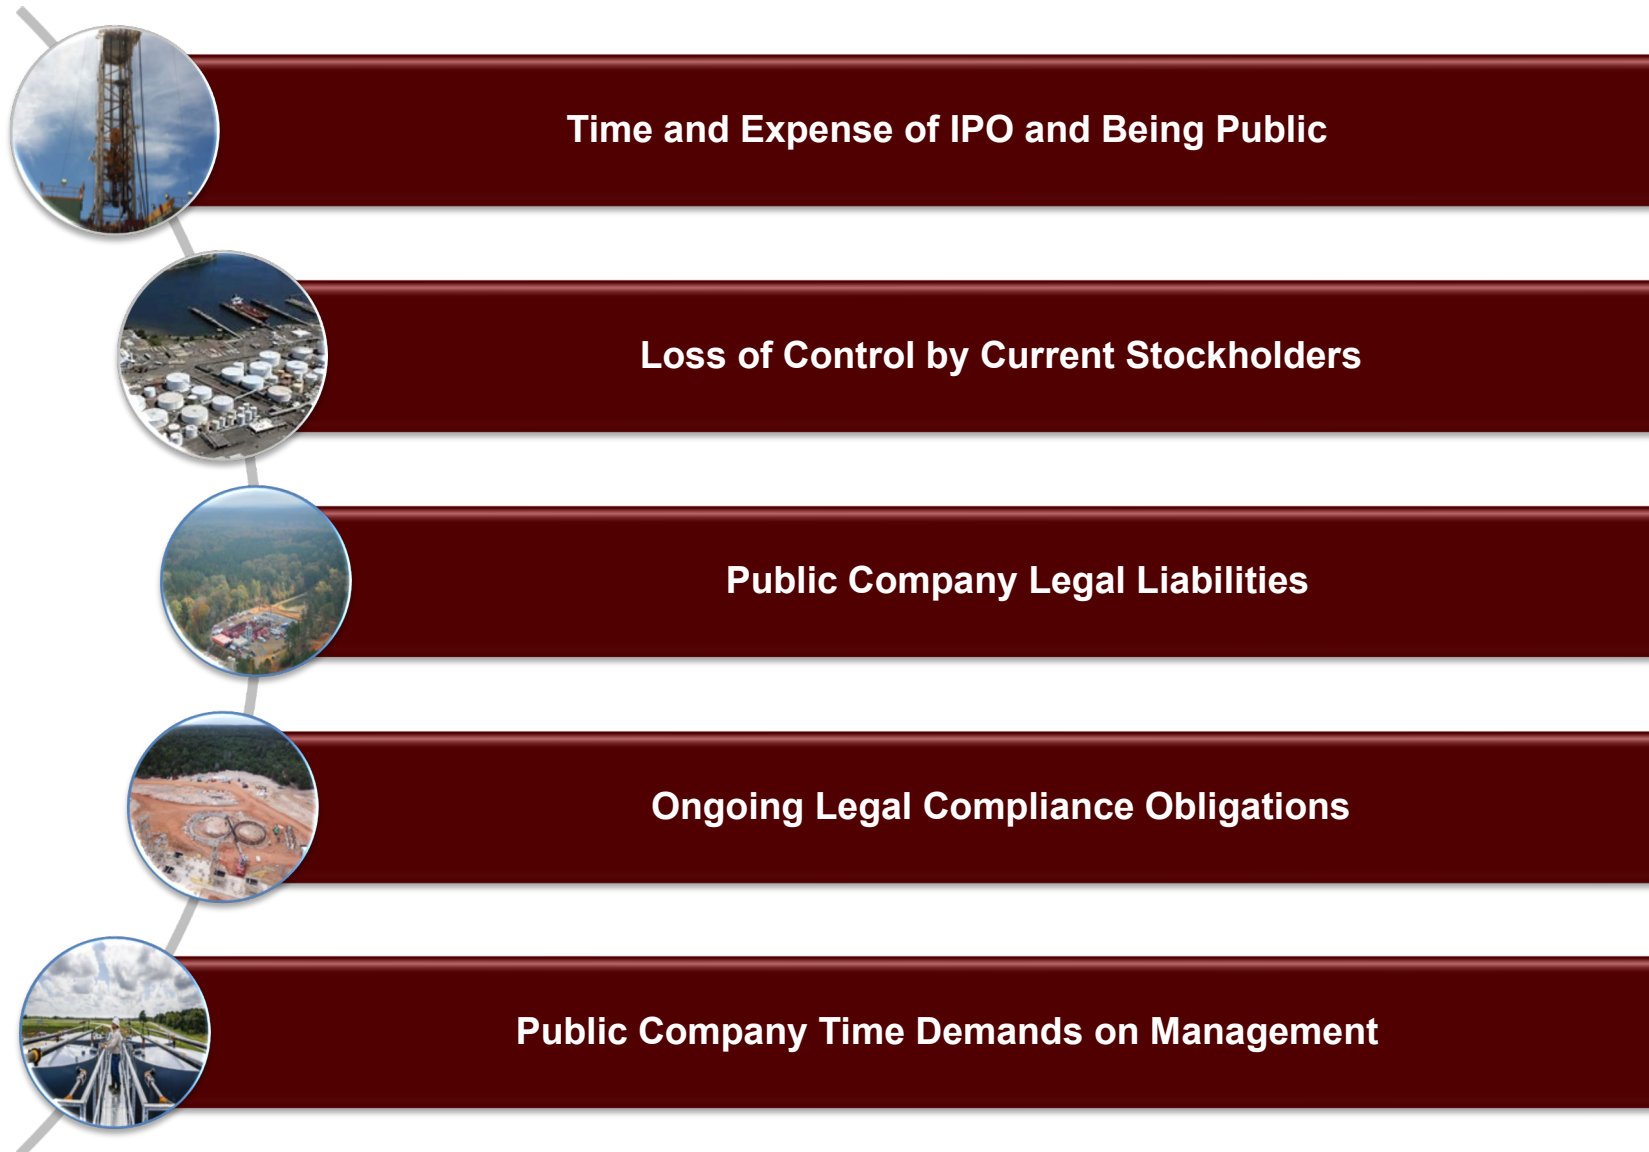 Time and Expense of IPO and Being Public
Loss of Control by Current Stockholders
Public Company Legal Liabilities
Ongoing Legal Compliance Obligations
Public Company Time Demands on Management